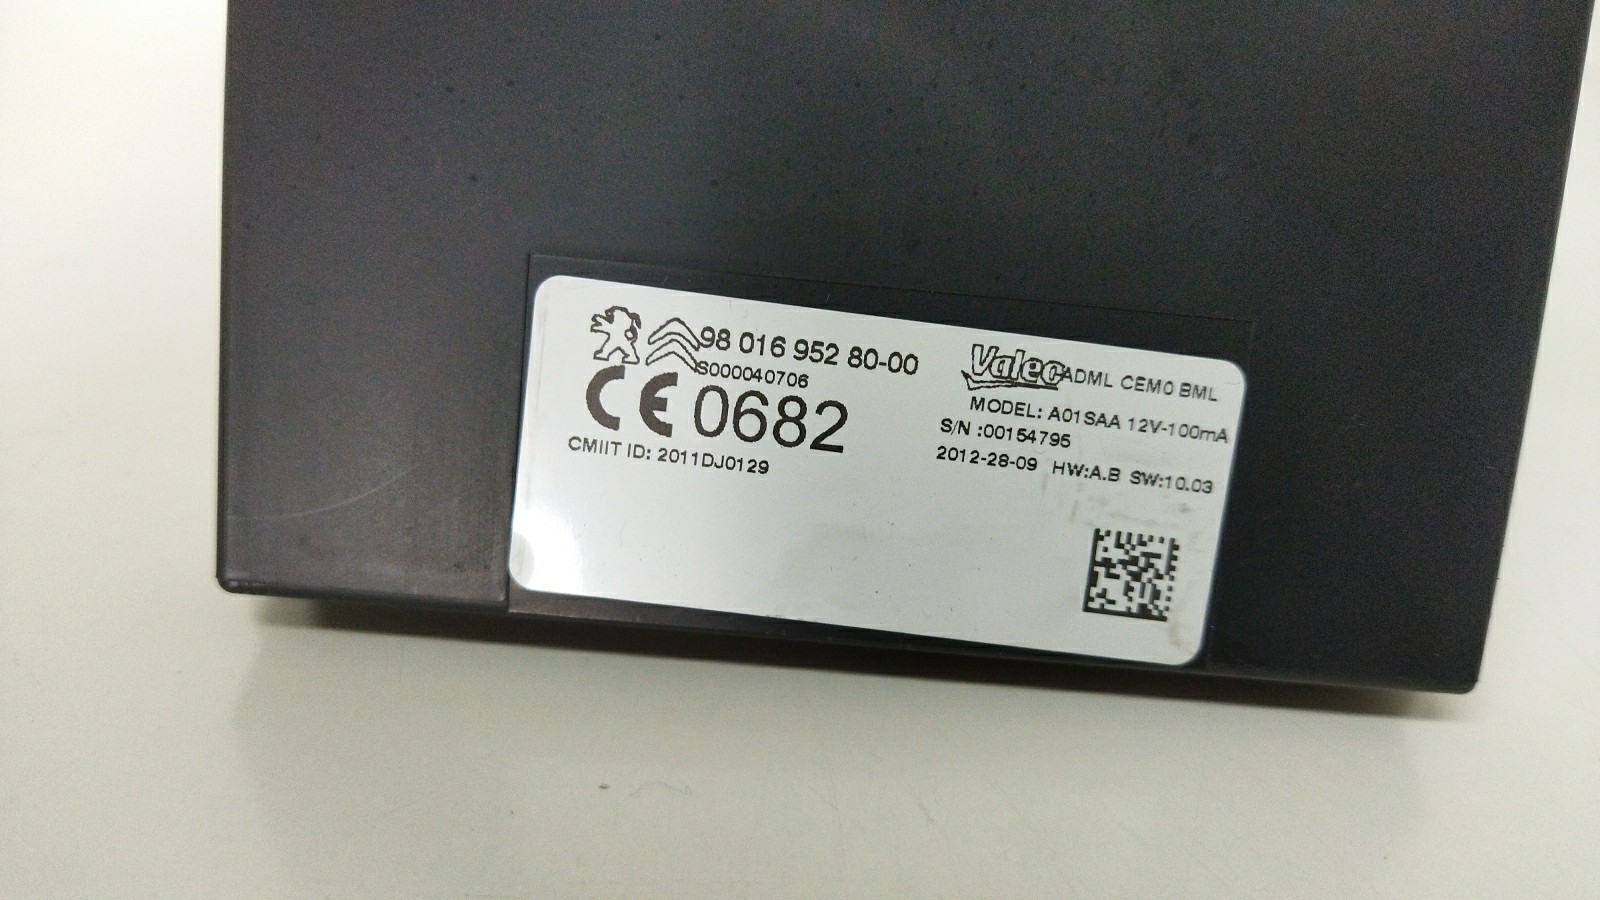 98 016 952 80-00
S000040706
CE 0682
CMIIT ID: 2011DJ0129
Valeo ADML CEM0 BML
MODEL: A01SAA 12V-100mA
S/N :00154795
2012-28-09 HW:A.B SW:10.03